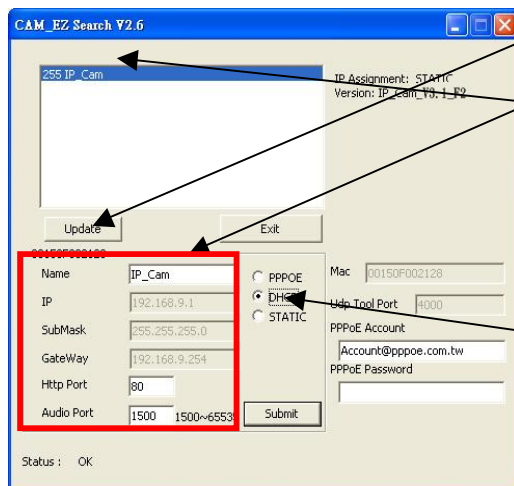 CAM_EZ Search V2.6
255 IP_Cam
IP Assignment: STATIC
Version: IP_Cam_V3.1_F2
Update
Exit
00150F002128
Name
IP_Cam
IP
192.168.9.1
SubMask
255.255.255.0
GateWay
192.168.9.254
Http Port
80
Audio Port
1500
1500~65535
PPPOE
DHCP
STATIC
Submit
Mac
00150F002128
Udp Tool Port
4000
PPPoE Account
Account@pppoe.com.tw
PPPoE Password
Status : OK